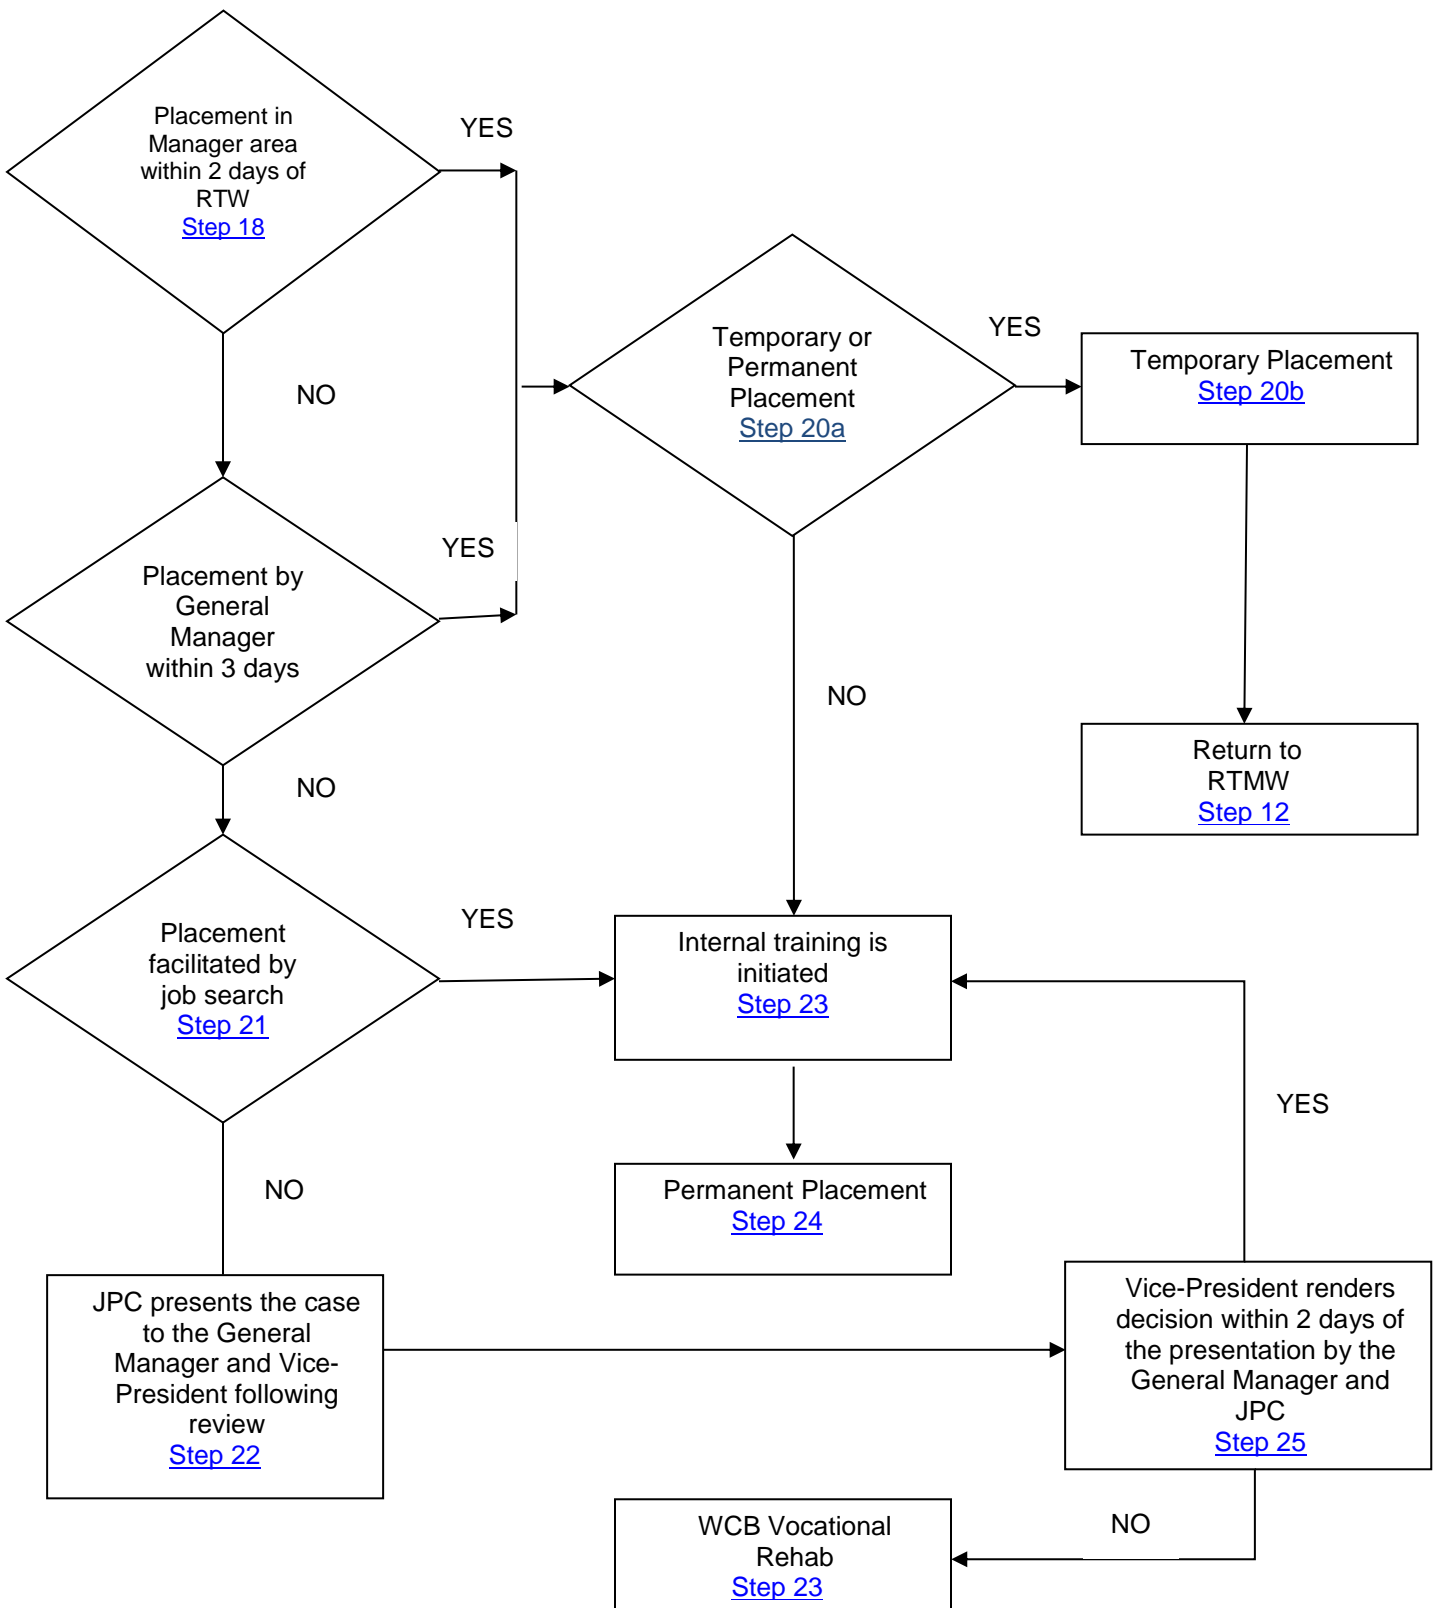 Placement in
Manager area
within 2 days of
RTW
Step 18
YES
NO
Temporary or
Permanent
Placement
Step 20a
YES
Temporary Placement
Step 20b
Placement by
General
Manager
within 3 days
YES
NO
NO
Return to
RTMW
Step 12
Placement
facilitated by
job search
Step 21
YES
Internal training is
initiated
Step 23
YES
NO
Permanent Placement
Step 24
JPC presents the case
to the General
Manager and Vice-
President following
review
Step 22
Vice-President renders
decision within 2 days of
the presentation by the
General Manager and
JPC
Step 25
NO
WCB Vocational
Rehab
Step 23